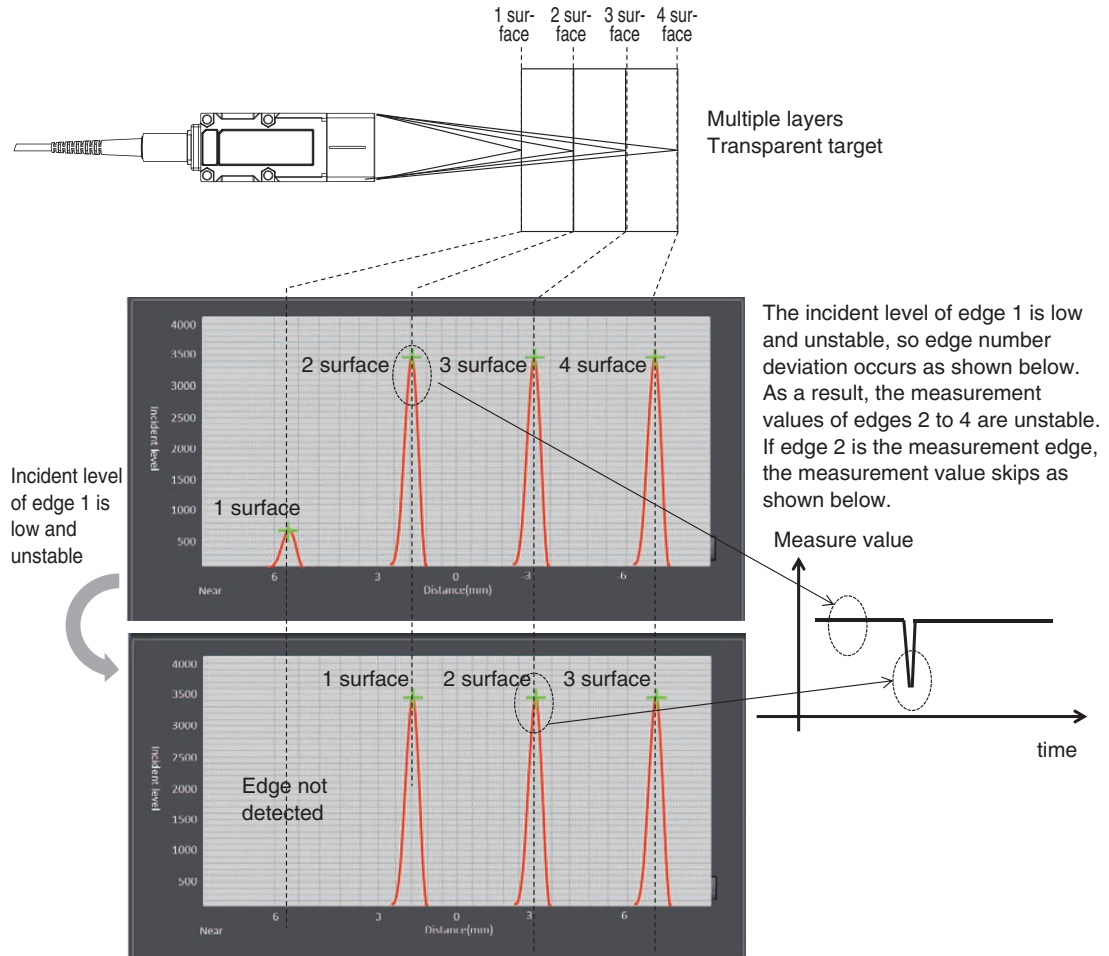 1 sur-
face
2 sur-
face
3 sur-
face
4 sur-
face
Multiple layers
Transparent target
4000
3500
3000
2500
2000
1500
1000
500
Incident level
2 surface
3 surface
4 surface
1 surface
6
3
0
-3
-6
Near
Distance(mm)
The incident level of edge 1 is low
and unstable, so edge number
deviation occurs as shown below.
As a result, the measurement
values of edges 2 to 4 are unstable.
If edge 2 is the measurement edge,
the measurement value skips as
shown below.
Incident level
of edge 1 is
low and
unstable
Measure value
time
4000
3500
3000
2500
2000
1500
1000
500
Incident level
1 surface
2 surface
3 surface
Edge not
detected
6
3
0
3
6
Near
Distance(mm)